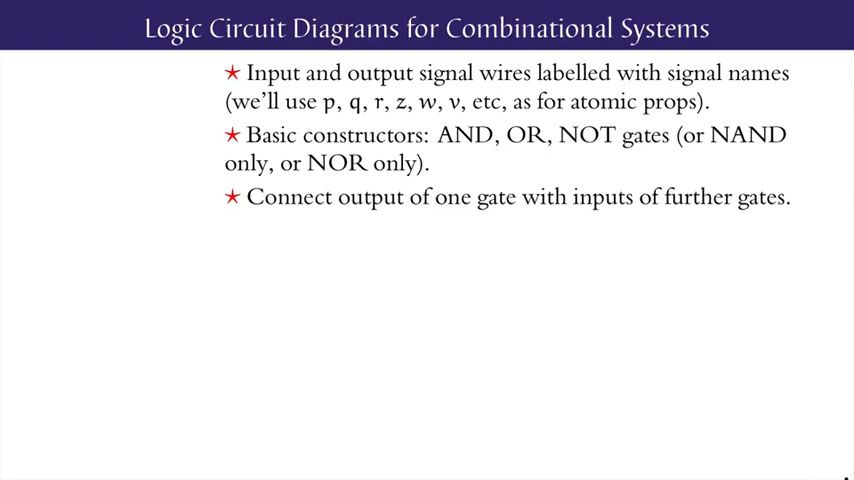 Logic Circuit Diagrams for Combinational Systems
★ Input and output signal wires labelled with signal names
(we'll use p, q, r, z, w, v, etc, as for atomic props).
★ Basic constructors: AND, OR, NOT gates (or NAND
only, or NOR only).
★ Connect output of one gate with inputs of further gates.